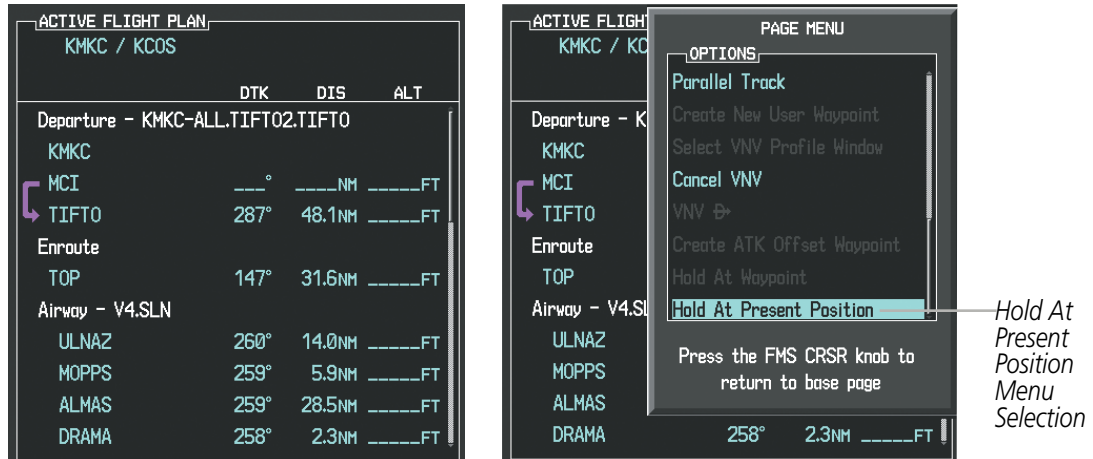 ACTIVE FLIGHT PLAN
KMKC / KCOS
DTK DIS ALT
Departure – KMKC-ALL.TIFTO2.TIFTO
KMKC
MCI ___° ____NM _____FT
TIFTO 287° 48.1NM _____FT
Enroute
TOP 147° 31.6NM _____FT
Airway – V4.SLN
ULNAZ 260° 14.0NM _____FT
MOPPS 259° 5.9NM _____FT
ALMAS 259° 28.5NM _____FT
DRAMA 258° 2.3NM _____FT
ACTIVE FLIGH
KMKC / KC
Departure – K
KMKC
MCI
TIFTO
Enroute
TOP
Airway – V4.SL
ULNAZ
MOPPS
ALMAS
DRAMA 258° 2.3NM _____FT
PAGE MENU
OPTIONS
Parallel Track
Create New User Waypoint
Select VNV Profile Window
Cancel VNV
VNV D
Create ATK Offset Waypoint
Hold At Waypoint
Hold At Present Position
Press the FMS CRSR knob to
return to base page
Hold At
Present
Position
Menu
Selection